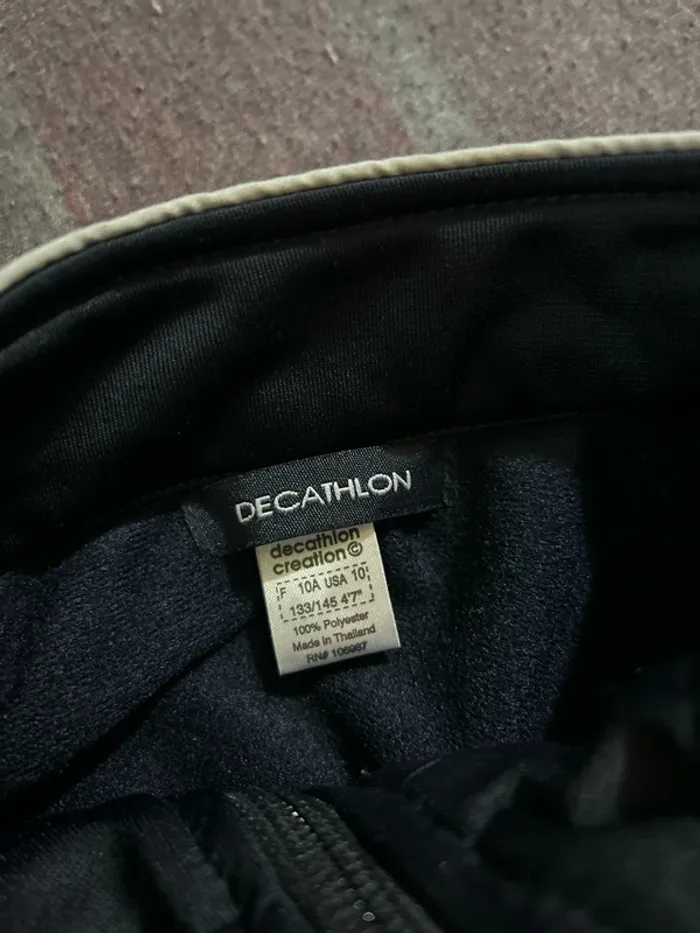 DECATHLON
decathlon
creation©
F 10A USA 10
133/145 4'7"
100% Polyester
Made in Thailand
RN# 106987